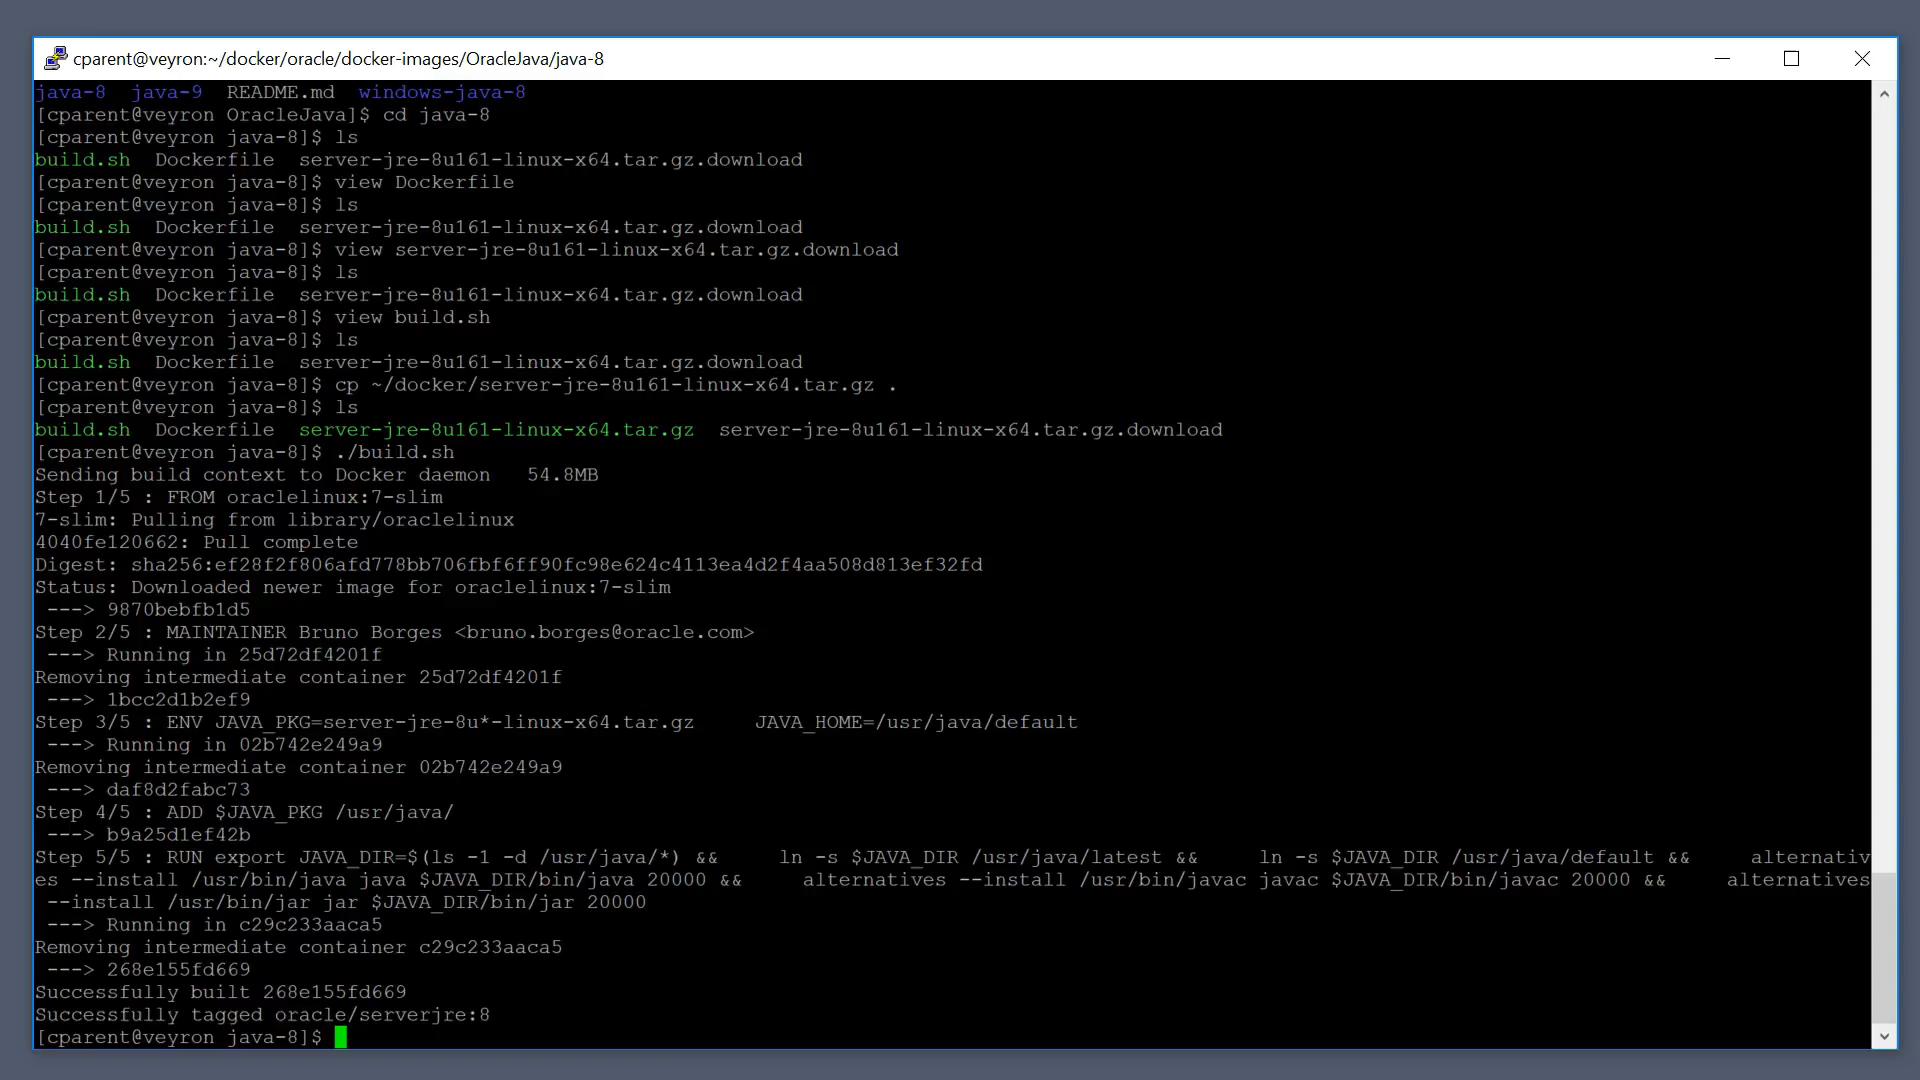 cparent@veyron:~/docker/oracle/docker-images/OracleJava/java-8
java-8  java-9  README.md  windows-java-8
[cparent@veyron OracleJava]$ cd java-8
[cparent@veyron java-8]$ ls
build.sh  Dockerfile  server-jre-8u161-linux-x64.tar.gz.download
[cparent@veyron java-8]$ view Dockerfile
[cparent@veyron java-8]$ ls
build.sh  Dockerfile  server-jre-8u161-linux-x64.tar.gz.download
[cparent@veyron java-8]$ view server-jre-8u161-linux-x64.tar.gz.download
[cparent@veyron java-8]$ ls
build.sh  Dockerfile  server-jre-8u161-linux-x64.tar.gz.download
[cparent@veyron java-8]$ view build.sh
[cparent@veyron java-8]$ ls
build.sh  Dockerfile  server-jre-8u161-linux-x64.tar.gz.download
[cparent@veyron java-8]$ cp ~/docker/server-jre-8u161-linux-x64.tar.gz .
[cparent@veyron java-8]$ ls
build.sh  Dockerfile  server-jre-8u161-linux-x64.tar.gz  server-jre-8u161-linux-x64.tar.gz.download
[cparent@veyron java-8]$ ./build.sh
Sending build context to Docker daemon   54.8MB
Step 1/5 : FROM oraclelinux:7-slim
7-slim: Pulling from library/oraclelinux
4040fe120662: Pull complete
Digest: sha256:ef28f2f806afd778bb706fbf6ff90fc98e624c4113ea4d2f4aa508d813ef32fd
Status: Downloaded newer image for oraclelinux:7-slim
 ---> 9870bebfb1d5
Step 2/5 : MAINTAINER Bruno Borges <bruno.borges@oracle.com>
 ---> Running in 25d72df4201f
Removing intermediate container 25d72df4201f
 ---> 1bcc2d1b2ef9
Step 3/5 : ENV JAVA_PKG=server-jre-8u*-linux-x64.tar.gz     JAVA_HOME=/usr/java/default
 ---> Running in 02b742e249a9
Removing intermediate container 02b742e249a9
 ---> daf8d2fabc73
Step 4/5 : ADD $JAVA_PKG /usr/java/
 ---> b9a25d1ef42b
Step 5/5 : RUN export JAVA_DIR=$(ls -1 -d /usr/java/*) &&     ln -s $JAVA_DIR /usr/java/latest &&     ln -s $JAVA_DIR /usr/java/default &&     alternativ
es --install /usr/bin/java java $JAVA_DIR/bin/java 20000 &&     alternatives --install /usr/bin/javac javac $JAVA_DIR/bin/javac 20000 &&     alternatives
 --install /usr/bin/jar jar $JAVA_DIR/bin/jar 20000
 ---> Running in c29c233aaca5
Removing intermediate container c29c233aaca5
 ---> 268e155fd669
Successfully built 268e155fd669
Successfully tagged oracle/serverjre:8
[cparent@veyron java-8]$